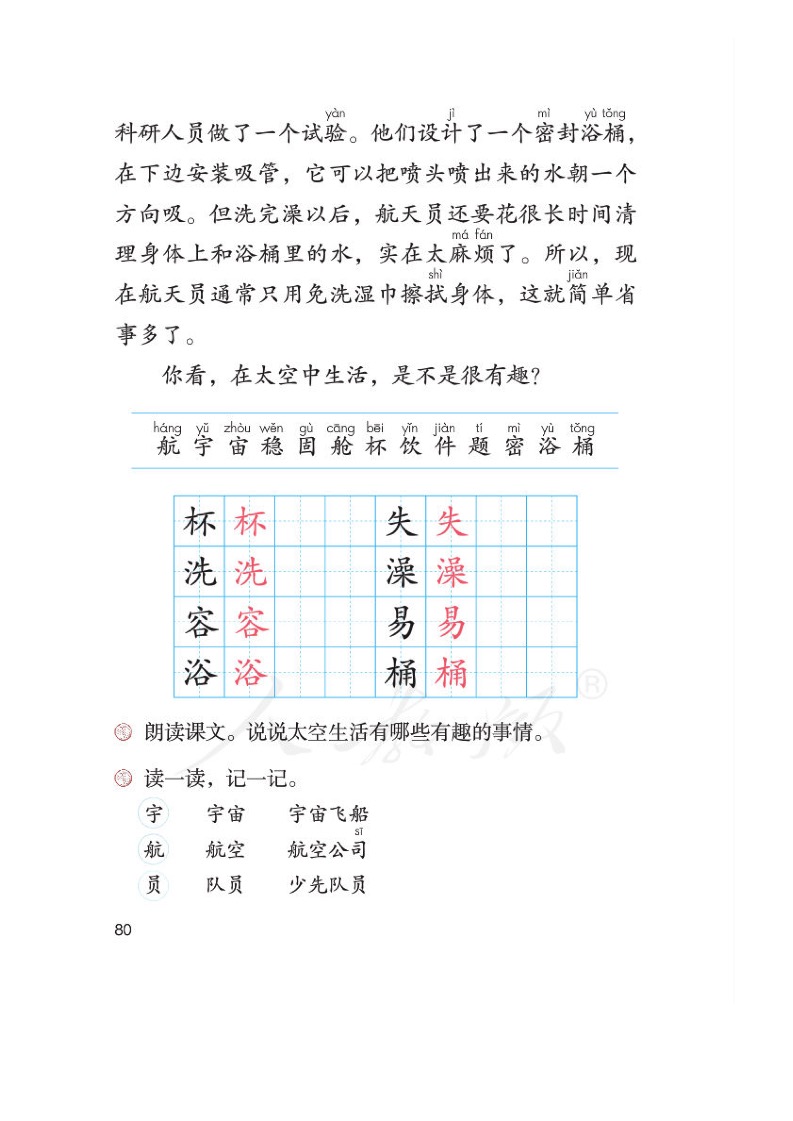 yàn jì mì yù tǒng
科研人员做了一个试验。他们设计了一个密封浴桶，
在下边安装吸管，它可以把喷头喷出来的水朝一个
方向吸。但洗完澡以后，航天员还要花很长时间清
má fán
理身体上和浴桶里的水，实在太麻烦了。所以，现
shì jiǎn
在航天员通常只用免洗湿巾擦拭身体，这就简单省
事多了。
你看，在太空中生活，是不是很有趣？
háng yǔ zhòu wěn gù cāng bēi yǐn jiàn tí mì yù tǒng
航 宇 宙 稳 固 舱 杯 饮 件 题 密 浴 桶
杯 杯 失 失
洗 洗 澡 澡
容 容 易 易
浴 浴 桶 桶
朗读课文。说说太空生活有哪些有趣的事情。
读一读，记一记。
宇 宇宙 宇宙飞船
sī
航 航空 航空公司
员 队员 少先队员
80
人教版®